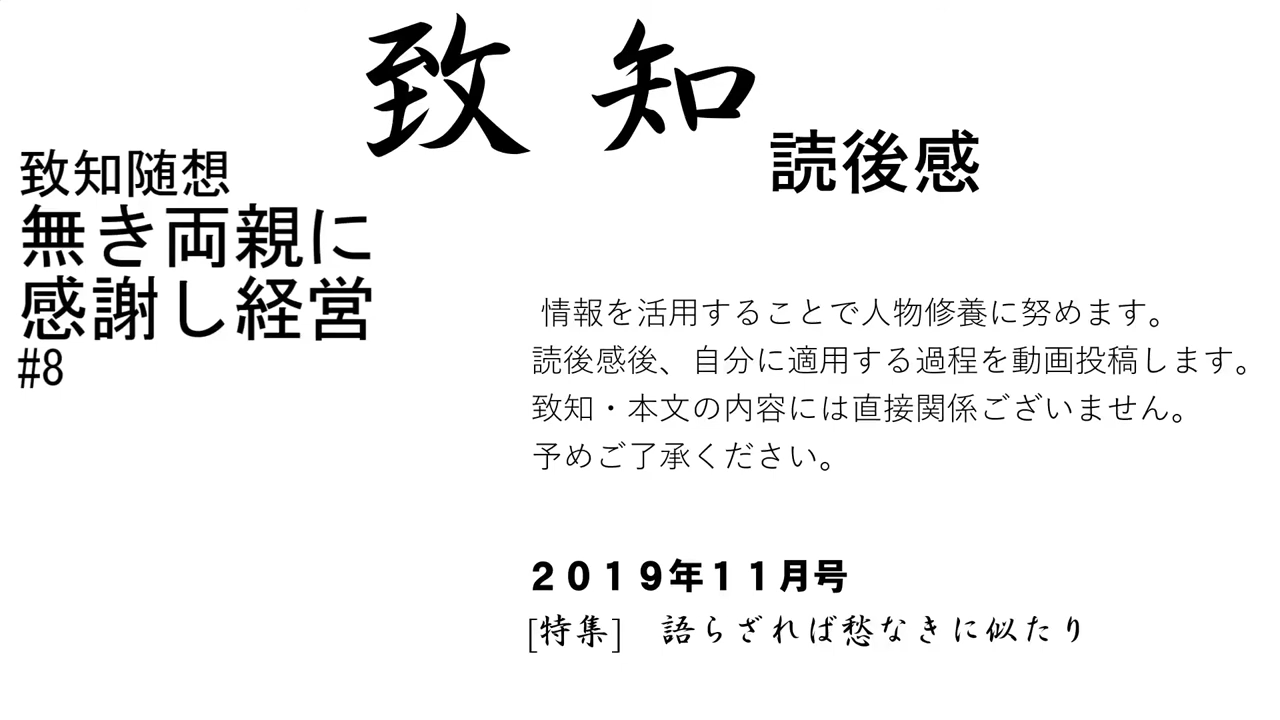 致知
読後感
致知随想
無き両親に
感謝し経営
#8
情報を活用することで人物修養に努めます。
読後感後、自分に適用する過程を動画投稿します。
致知・本文の内容には直接関係ございません。
予めご了承ください。
２０１９年１１月号
[特集]　語らざれば愁なきに似たり